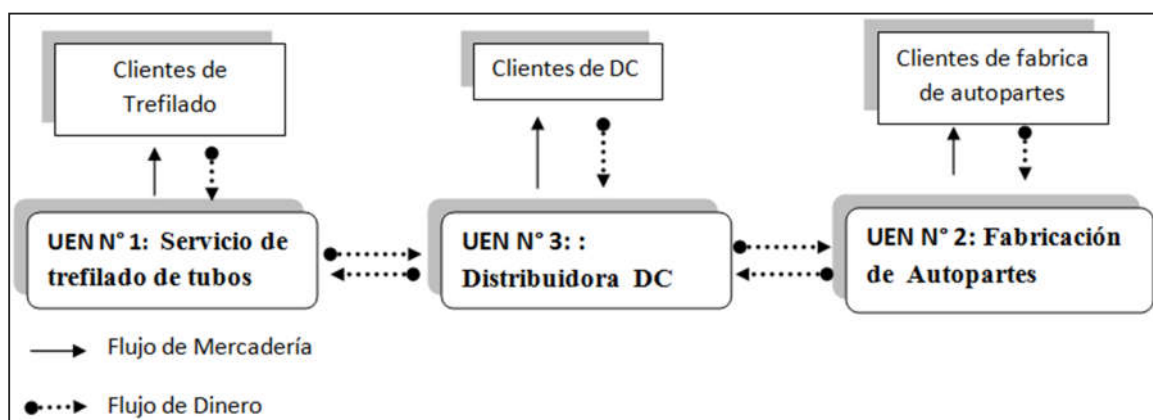 Clientes de
Trefilado
Clientes de DC
Clientes de fabrica
de autopartes
UEN N° 1: Servicio de
trefilado de tubos
UEN N° 3: :
Distribuidora DC
UEN N° 2: Fabricación
de Autopartes
Flujo de Mercadería
Flujo de Dinero